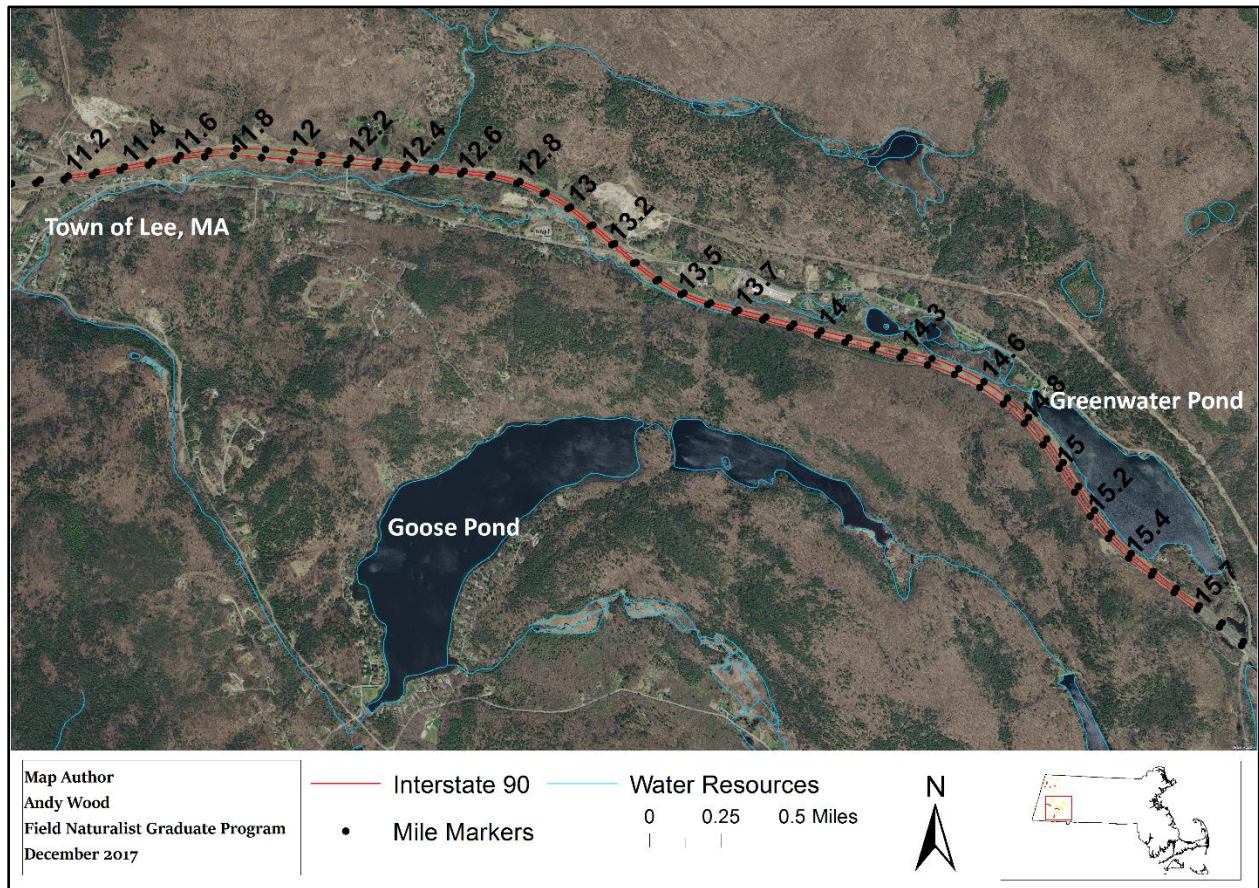 11.2
11.4
11.6
11.8
12
12.2
12.4
12.6
12.8
13
13.2
13.5
13.7
14
14.3
14.6
14.8
15
15.2
15.4
15.7
Town of Lee, MA
Greenwater Pond
Goose Pond
Map Author
Andy Wood
Field Naturalist Graduate Program
December 2017
Interstate 90
Mile Markers
Water Resources
0 0.25 0.5 Miles
N